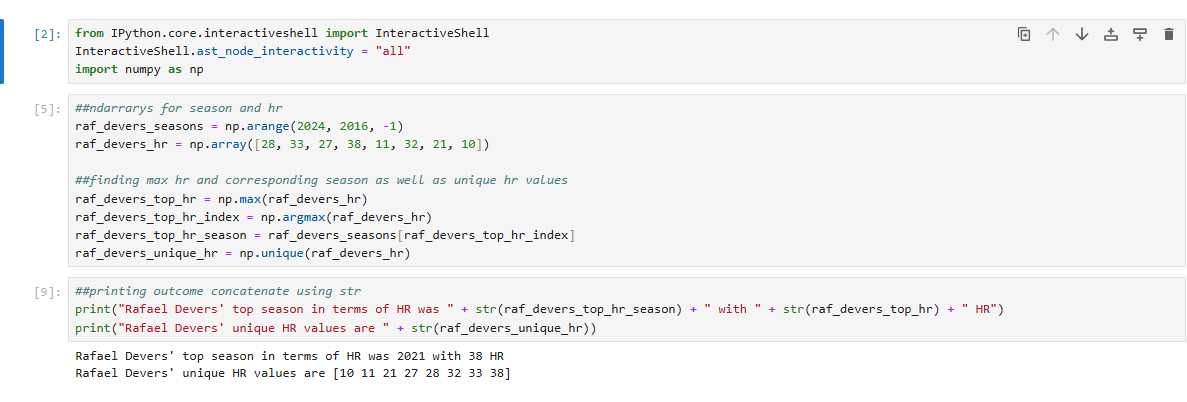 [2]: from IPython.core.interactiveshell import InteractiveShell
InteractiveShell.ast_node_interactivity = "all"
import numpy as np
[5]: ##ndarrarys for season and hr
raf_devers_seasons = np.arange(2024, 2016, -1)
raf_devers_hr = np.array([28, 33, 27, 38, 11, 32, 21, 10])
##finding max hr and corresponding season as well as unique hr values
raf_devers_top_hr = np.max(raf_devers_hr)
raf_devers_top_hr_index = np.argmax(raf_devers_hr)
raf_devers_top_hr_season = raf_devers_seasons[raf_devers_top_hr_index]
raf_devers_unique_hr = np.unique(raf_devers_hr)
[9]: ##printing outcome concatenate using str
print("Rafael Devers' top season in terms of HR was " + str(raf_devers_top_hr_season) + " with " + str(raf_devers_top_hr) + " HR")
print("Rafael Devers' unique HR values are " + str(raf_devers_unique_hr))
Rafael Devers' top season in terms of HR was 2021 with 38 HR
Rafael Devers' unique HR values are [10 11 21 27 28 32 33 38]